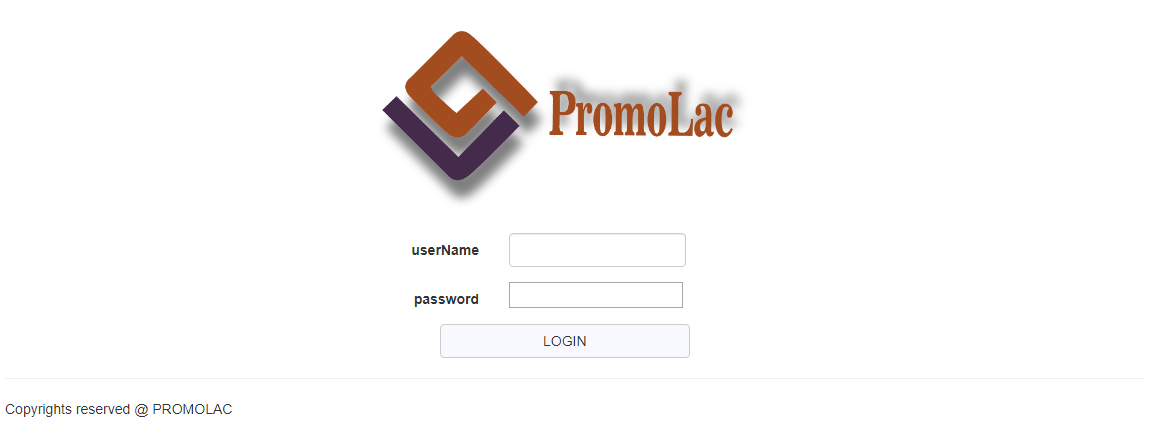 PromoLac
userName
password
LOGIN
Copyrights reserved @ PROMOLAC